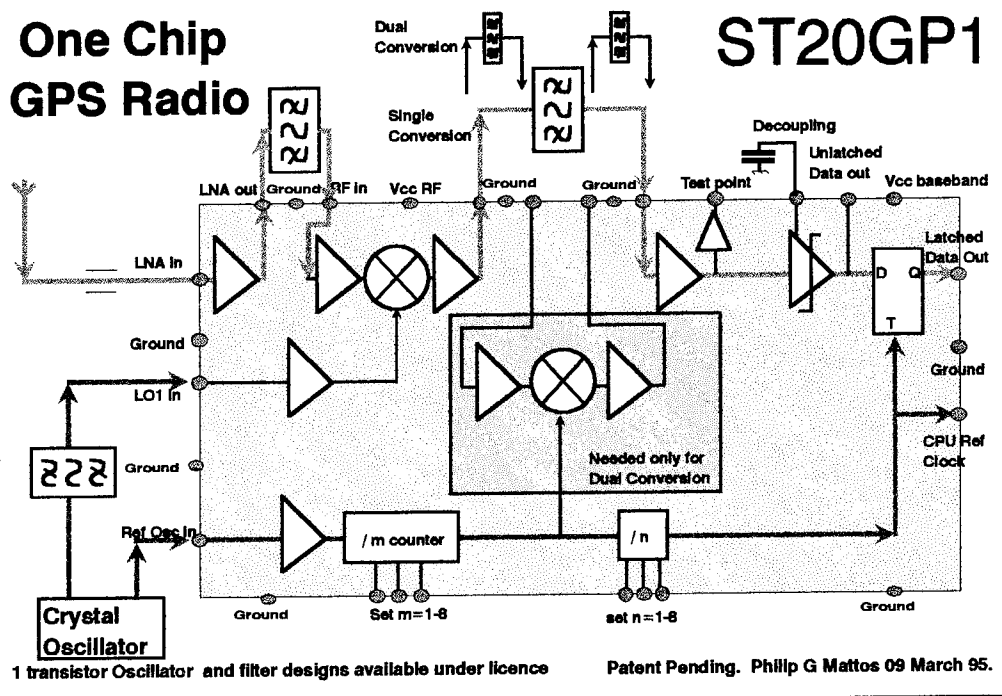 One Chip
GPS Radio
Dual
Conversion
ST20GP1
Single
Conversion
Decoupling
Unlatched
Data out
LNA out
Ground
RF in
Vcc RF
Ground
Ground
Test point
Vcc baseband
LNA in
Latched
Data Out
D
Q
T
Ground
LO1 in
Ground
CPU Ref
Clock
Ground
Needed only for
Dual Conversion
Ref Osc in
/ m counter
/ n
Crystal
Oscillator
Ground
Set m=1-8
set n=1-8
Ground
1 transistor Oscillator and filter designs available under licence
Patent Pending. Philip G Mattos 09 March 95.